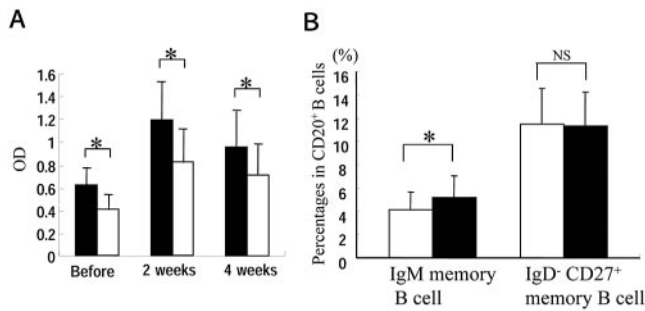 A
*
*
*
OD
1.6
1.4
1.2
1
0.8
0.6
0.4
0.2
0
Before 2 weeks 4 weeks
B
(%)
Percentages in CD20⁺ B cells
16
14
12
10
8
6
4
2
0
*
NS
IgM memory
B cell
IgD⁻ CD27⁺
memory B cell